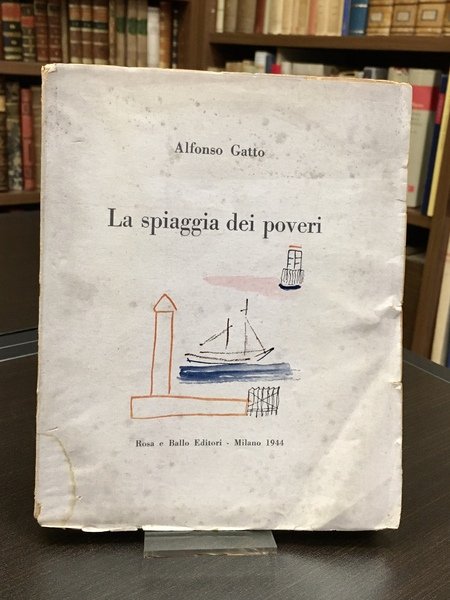 Alfonso Gatto
La spiaggia dei poveri
Rosa e Ballo Editori - Milano 1944